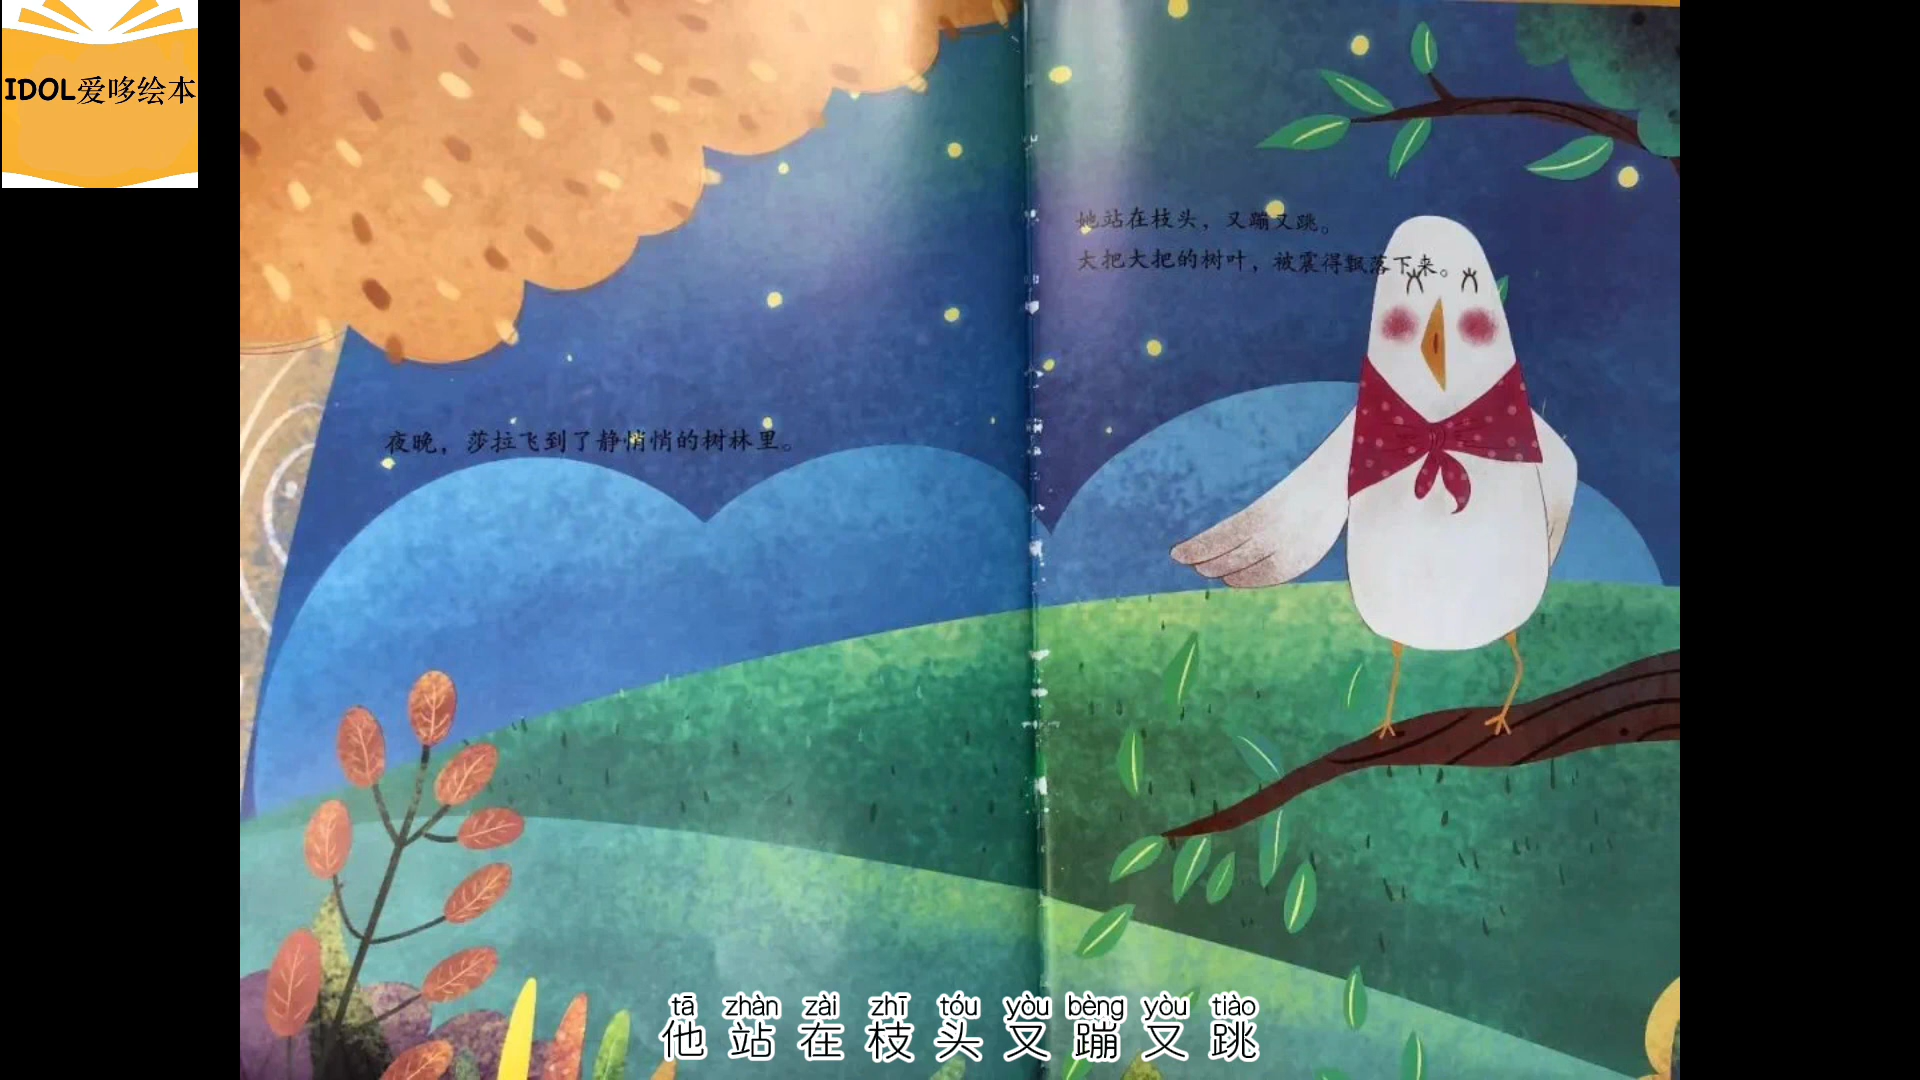 IDOL爱哆绘本
夜晚，莎拉飞到了静悄悄的树林里。
她站在枝头，又蹦又跳。
大把大把的树叶，被震得飘落下来。
tā zhàn zài zhī tóu yòu bèng yòu tiào
他站在枝头又蹦又跳